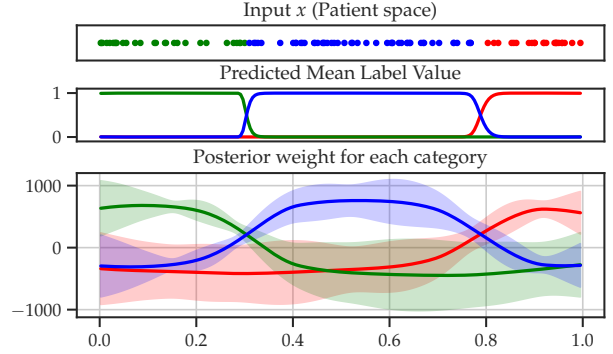 Input x (Patient space)
Predicted Mean Label Value
1
0
Posterior weight for each category
1000
0
−1000
0.0 0.2 0.4 0.6 0.8 1.0